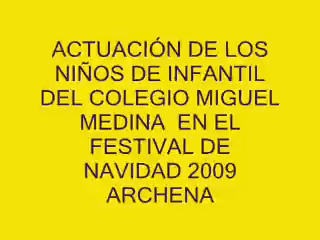 ACTUACIÓN DE LOS
NIÑOS DE INFANTIL
DEL COLEGIO MIGUEL
MEDINA  EN EL
FESTIVAL DE
NAVIDAD 2009
ARCHENA